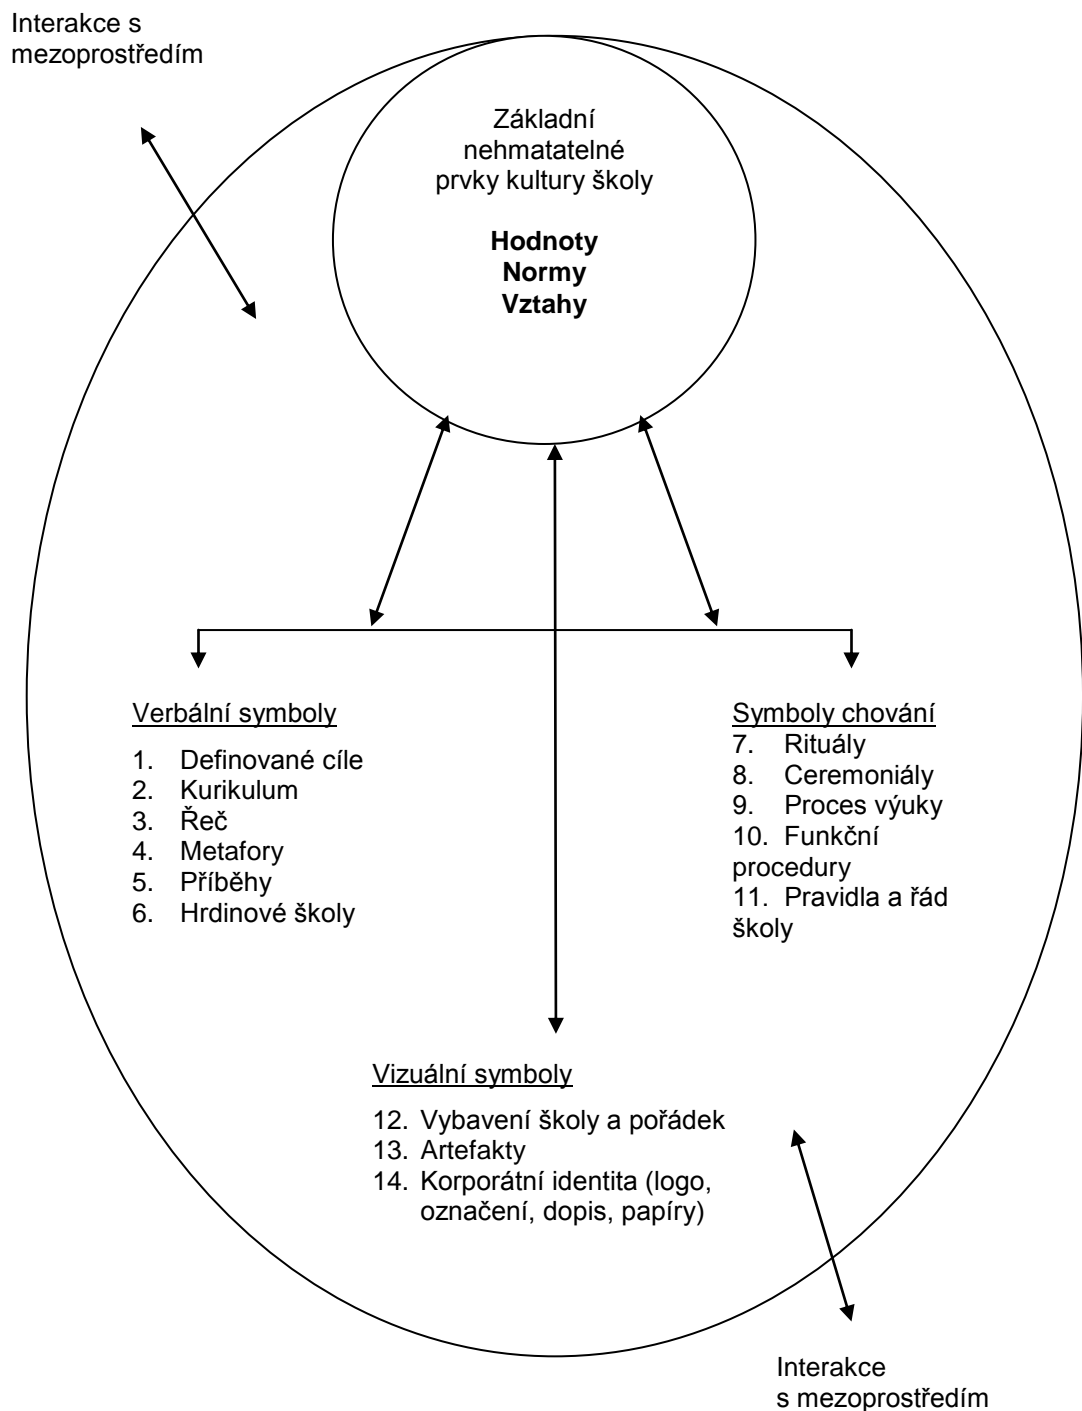 Interakce s
mezoprostředím
Základní
nehmatatelné
prvky kultury školy
Hodnoty
Normy
Vztahy
Verbální symboly
1. Definované cíle
2. Kurikulum
3. Řeč
4. Metafory
5. Příběhy
6. Hrdinové školy
Symboly chování
7. Rituály
8. Ceremoniály
9. Proces výuky
10. Funkční
procedury
11. Pravidla a řád
školy
Vizuální symboly
12. Vybavení školy a pořádek
13. Artefakty
14. Korporátní identita (logo,
označení, dopis, papíry)
Interakce
s mezoprostředím